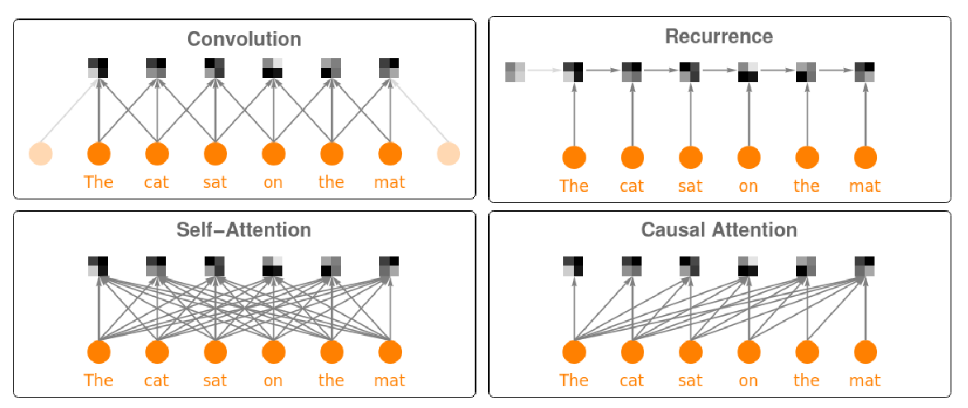 Convolution
The cat sat on the mat
Recurrence
The cat sat on the mat
Self-Attention
The cat sat on the mat
Causal Attention
The cat sat on the mat